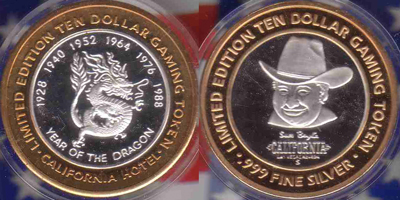 LIMITED EDITION TEN DOLLAR GAMING TOKEN
1928 1940 1952 1964 1976 1988
YEAR OF THE DRAGON
• CALIFORNIA HOTEL •
LIMITED EDITION TEN DOLLAR GAMING TOKEN
Sam Boyd's
CALIFORNIA
S
• .999 FINE SILVER •